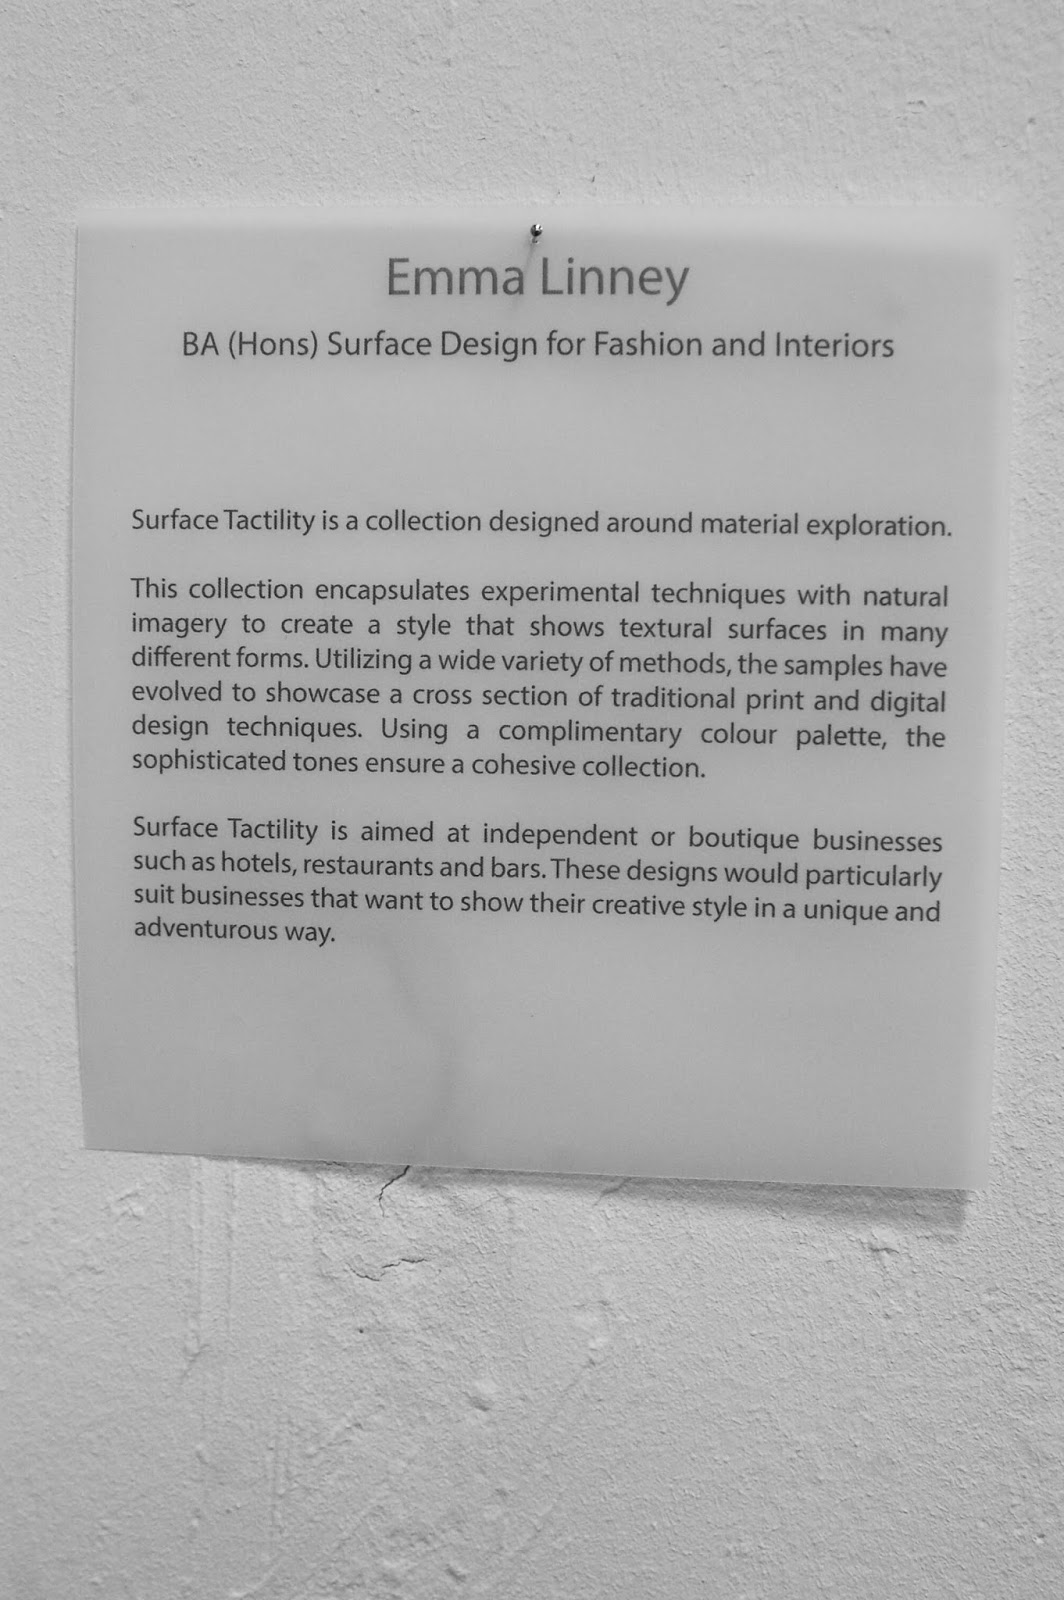 Emma Linney
BA (Hons) Surface Design for Fashion and Interiors
Surface Tactility is a collection designed around material exploration.
This collection encapsulates experimental techniques with natural
imagery to create a style that shows textural surfaces in many
different forms. Utilizing a wide variety of methods, the samples have
evolved to showcase a cross section of traditional print and digital
design techniques. Using a complimentary colour palette, the
sophisticated tones ensure a cohesive collection.
Surface Tactility is aimed at independent or boutique businesses
such as hotels, restaurants and bars. These designs would particularly
suit businesses that want to show their creative style in a unique and
adventurous way.